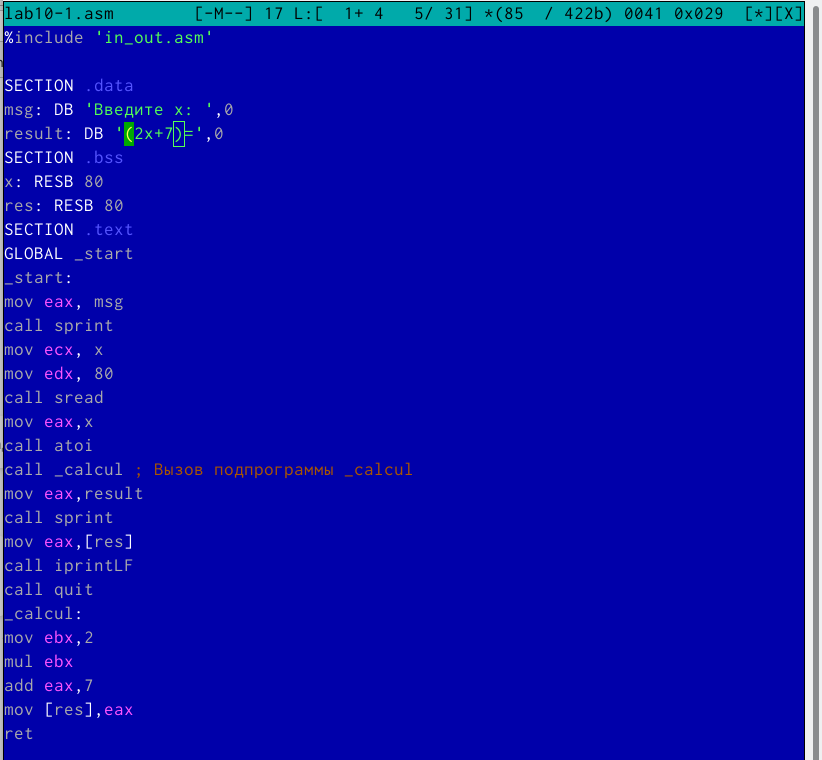 lab10-1.asm [-M--] 17 L:[ 1+ 4 5/ 31] *(85 / 422b) 0041 0x029 [*][X]
%include 'in_out.asm'
SECTION .data
msg: DB 'Введите x: ',0
result: DB '(2x+7)=',0
SECTION .bss
x: RESB 80
res: RESB 80
SECTION .text
GLOBAL _start
_start:
mov eax, msg
call sprint
mov ecx, x
mov edx, 80
call sread
mov eax,x
call atoi
call _calcul ; Вызов подпрограммы _calcul
mov eax,result
call sprint
mov eax,[res]
call iprintLF
call quit
_calcul:
mov ebx,2
mul ebx
add eax,7
mov [res],eax
ret